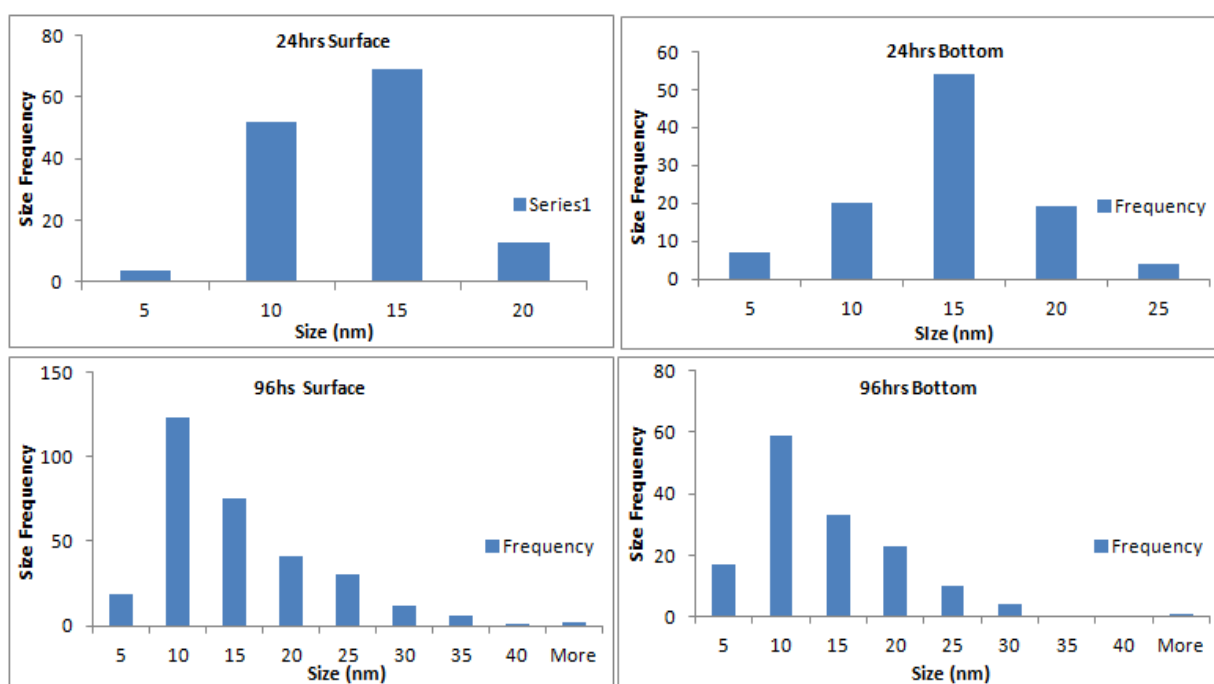 24hrs Surface
80
60
40
20
0
Size Frequency
5 10 15 20
Size (nm)
Series1
24hrs Bottom
60
50
40
30
20
10
0
Size Frequency
5 10 15 20 25
SIze (nm)
Frequency
96hs Surface
150
100
50
0
Size Frequency
5 10 15 20 25 30 35 40 More
Size (nm)
Frequency
96hrs Bottom
80
60
40
20
0
Size Frequency
5 10 15 20 25 30 35 40 More
Size (nm)
Frequency